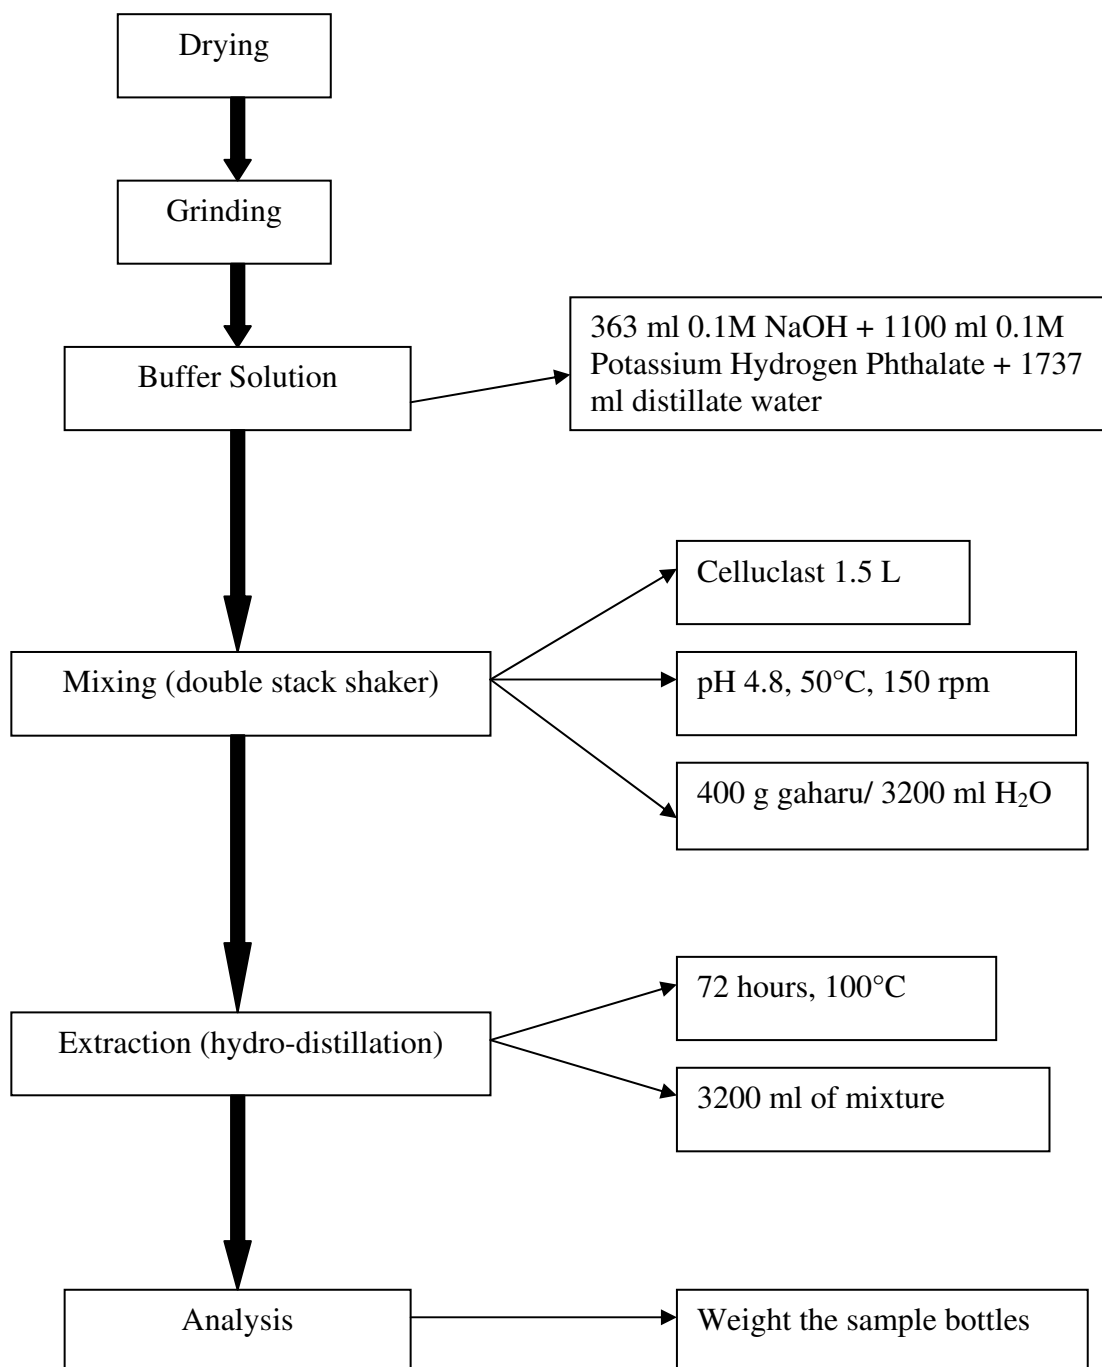 Drying
Grinding
Buffer Solution
363 ml 0.1M NaOH + 1100 ml 0.1M
Potassium Hydrogen Phthalate + 1737
ml distillate water
Mixing (double stack shaker)
Celluclast 1.5 L
pH 4.8, 50°C, 150 rpm
400 g gaharu/ 3200 ml H₂O
Extraction (hydro-distillation)
72 hours, 100°C
3200 ml of mixture
Analysis
Weight the sample bottles